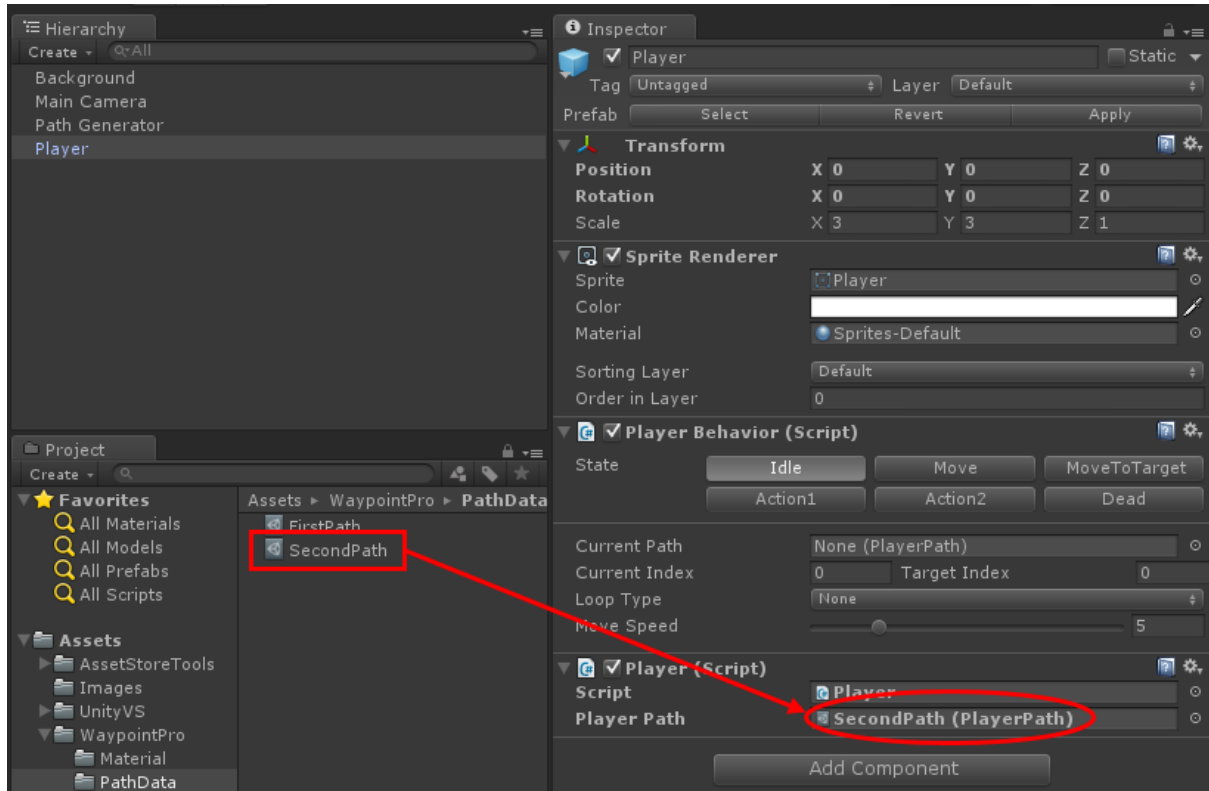 Hierarchy
Create All
Background
Main Camera
Path Generator
Player
Project
Create
Favorites
All Materials
All Models
All Prefabs
All Scripts
Assets
AssetStoreTools
Images
UnityVS
WaypointPro
Material
PathData
Assets WaypointPro PathData
FirstPath
SecondPath
Inspector
Player Static
Tag Untagged Layer Default
Prefab Select Revert Apply
Transform
Position X 0 Y 0 Z 0
Rotation X 0 Y 0 Z 0
Scale X 3 Y 3 Z 1
Sprite Renderer
Sprite Player
Color
Material Sprites-Default
Sorting Layer Default
Order in Layer 0
Player Behavior (Script)
State Idle Move MoveToTarget
Action1 Action2 Dead
Current Path None (PlayerPath)
Current Index 0 Target Index 0
Loop Type None
Move Speed 5
Player (Script)
Script Player
Player Path SecondPath (PlayerPath)
Add Component